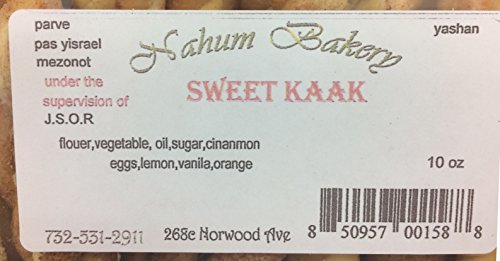 parve
pas yisrael
mezonot
under the
supervision of
J.S.O.R
Nahum Bakery
yashan
SWEET KAAK
flouer,vegetable, oil,sugar,cinanmon
eggs,lemon,vanila,orange
10 oz
732-531-2911
268c Norwood Ave
8 50957 00158 8